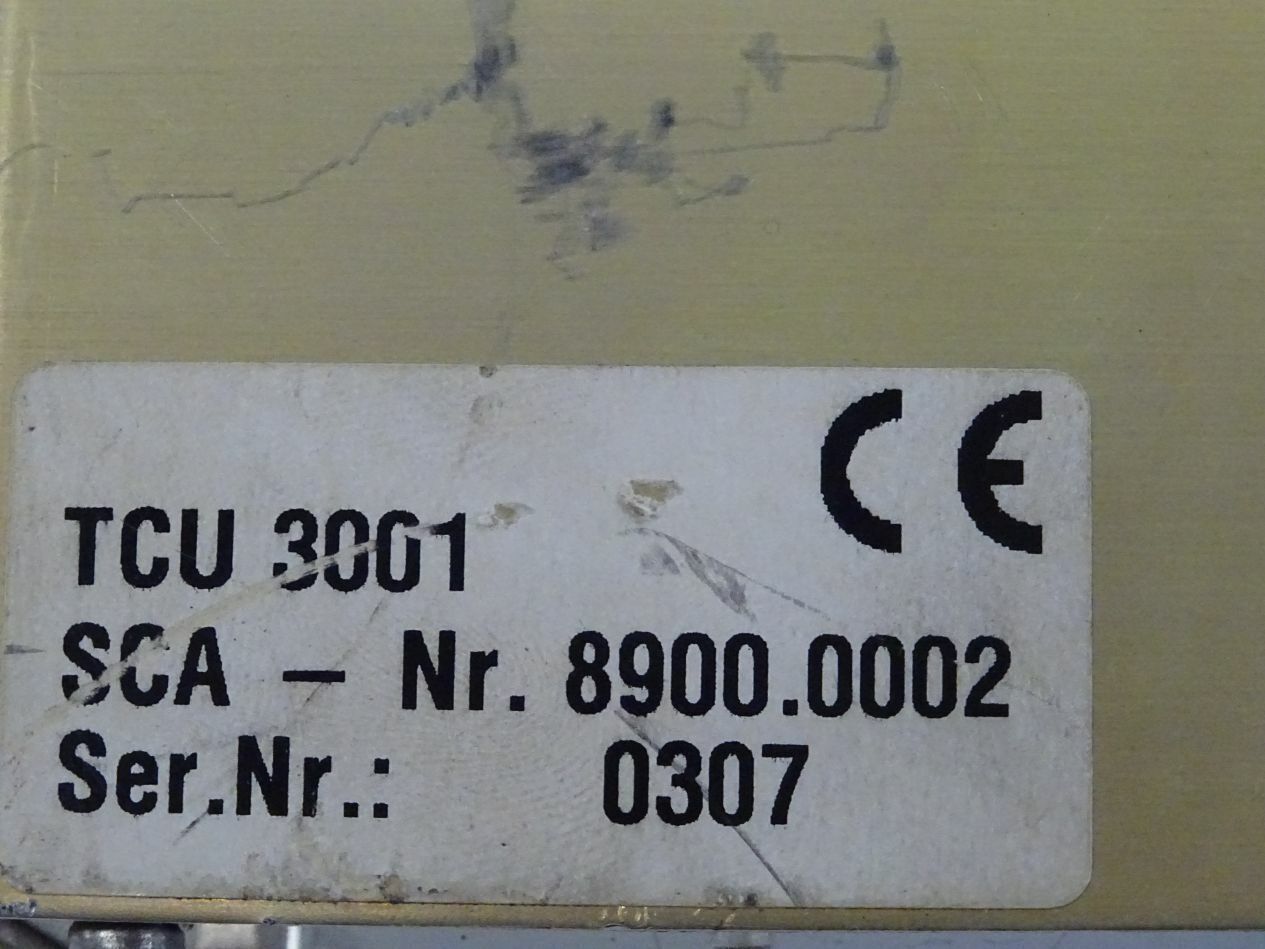 CE
TCU 3001
SCA – Nr. 8900.0002
Ser.Nr.: 0307